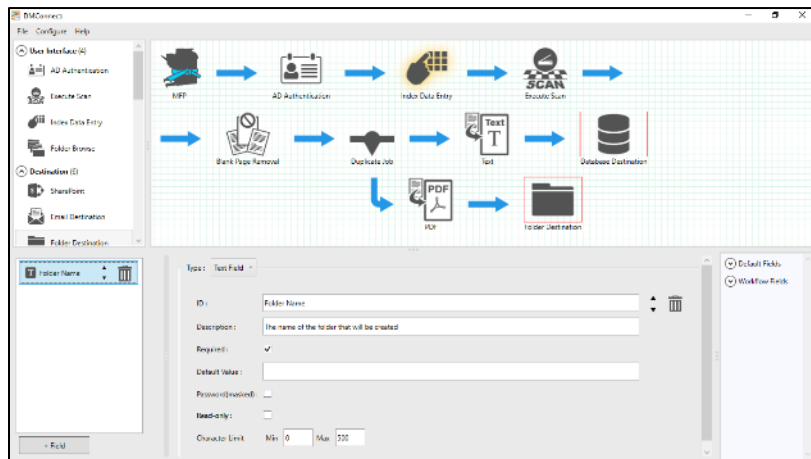 DMConnect
File Configure Help
User Interface (4)
AD Authentication
Execute Scan
Index Data Entry
Folder Browse
Destination (6)
SharePoint
Email Destination
Folder Destination
MFP
AD Authentication
Index Data Entry
SCAN
Execute Scan
Blank Page Removal
Duplicate Job
Text
T
Text
Database Destination
PDF
PDF
Folder Destination
T Folder Name
+ Field
Type : Text Field
ID : Folder Name
Description : The name of the folder that will be created
Required :
Default Value :
Password(masked) :
Read-only :
Character Limit Min 0 Max 500
Default Fields
Workflow Fields